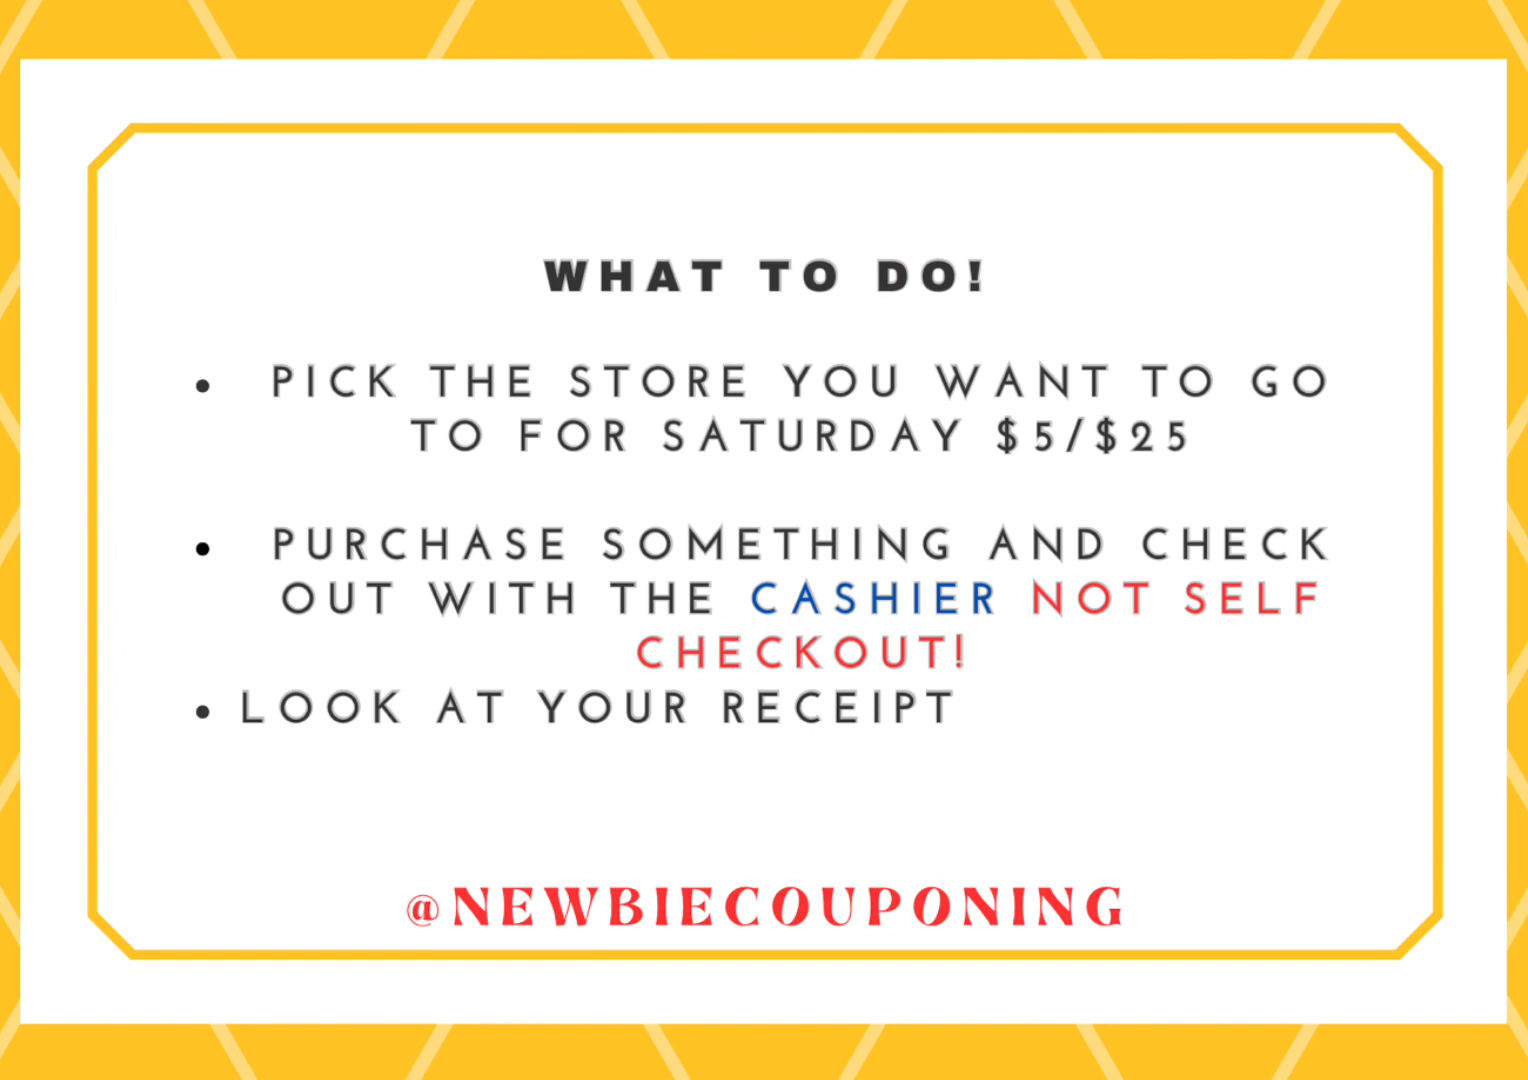 WHAT TO DO!
• PICK THE STORE YOU WANT TO GO
TO FOR SATURDAY $5/$25
• PURCHASE SOMETHING AND CHECK
OUT WITH THE CASHIER NOT SELF
CHECKOUT!
• LOOK AT YOUR RECEIPT
@NEWBIECOUPONING